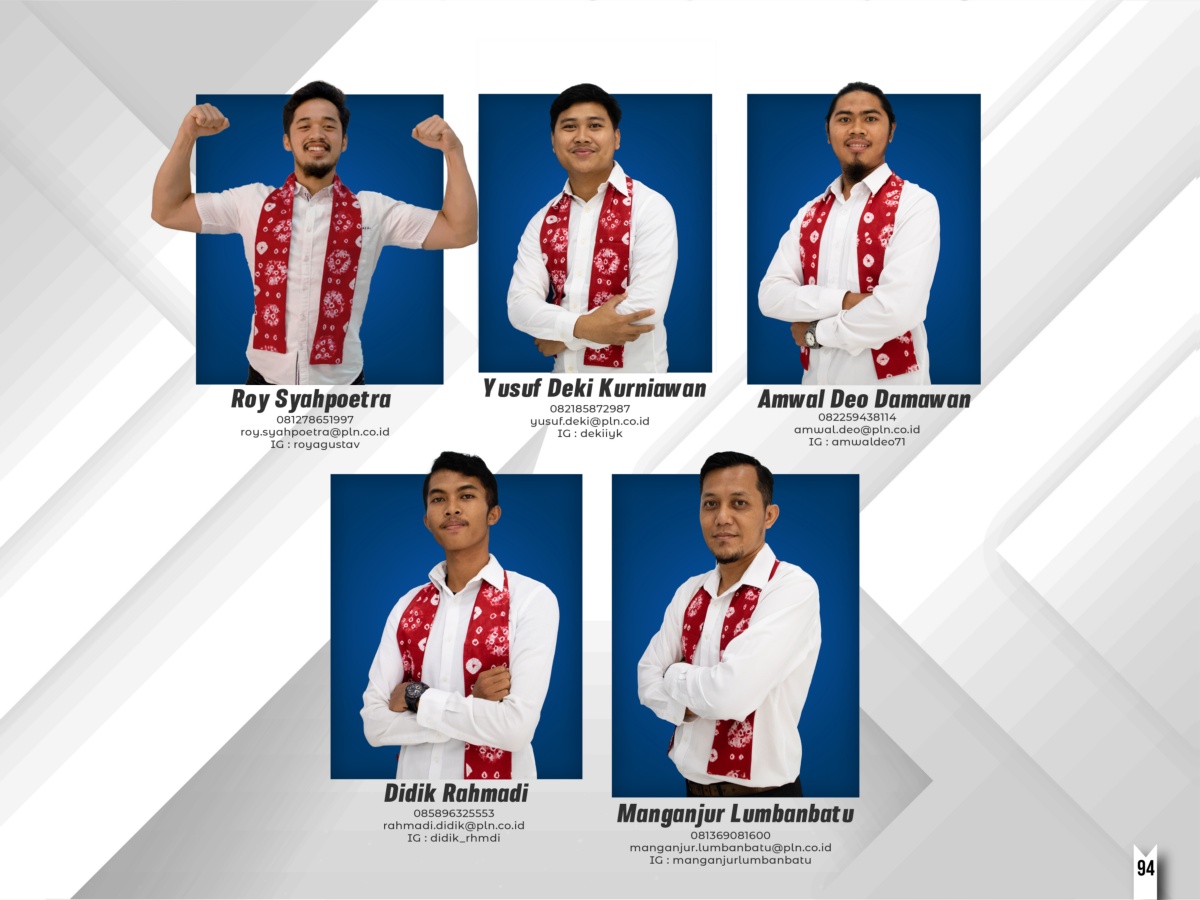 Roy Syahpoetra
081278651997
roy.syahpoetra@pln.co.id
IG : royagustav
Yusuf Deki Kurniawan
082185872987
yusuf.deki@pln.co.id
IG : dekiiyk
Amwal Deo Damawan
082259438114
amwal.deo@pln.co.id
IG : amwaldeo71
Didik Rahmadi
085896325553
rahmadi.didik@pln.co.id
IG : didik_rhmdi
Manganjur Lumbanbatu
081369081600
manganjur.lumbanbatu@pln.co.id
IG : manganjurlumbanbatu
94